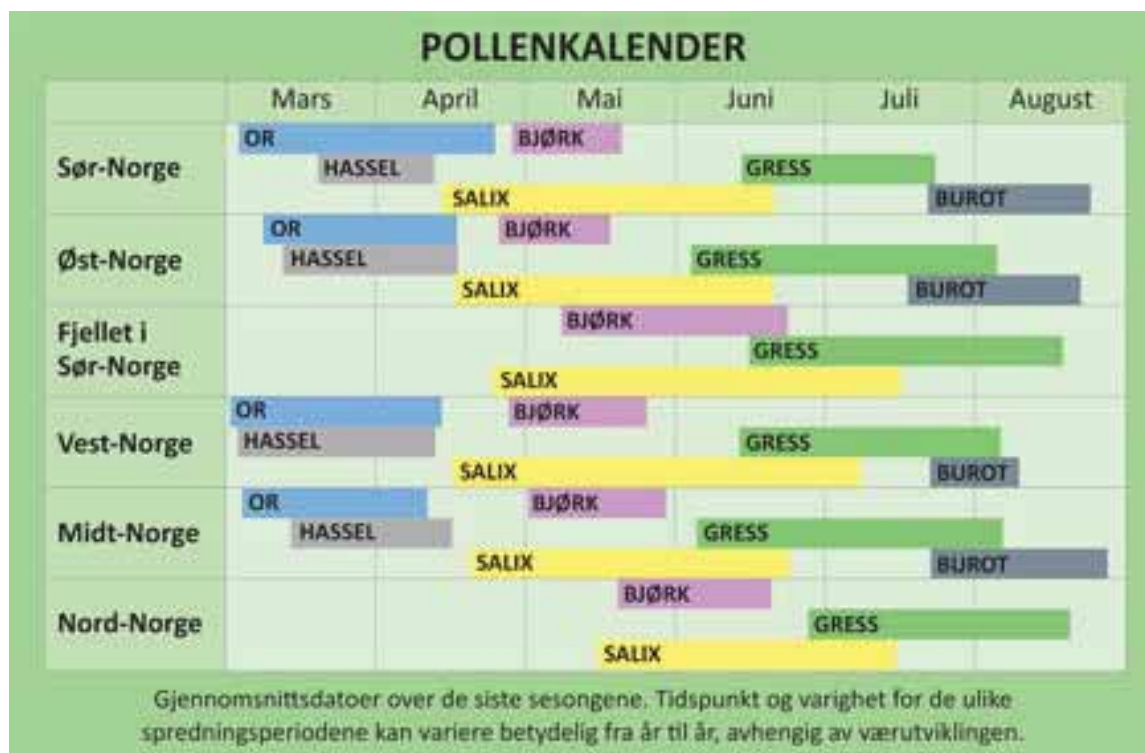 POLLENKALENDER
Mars April Mai Juni Juli August
Sør-Norge
OR BJØRK
HASSEL GRESS
SALIX BUROT
Øst-Norge
OR BJØRK
HASSEL GRESS
SALIX BUROT
Fjellet i
Sør-Norge
BJØRK
GRESS
SALIX
Vest-Norge
OR BJØRK
HASSEL GRESS
SALIX BUROT
Midt-Norge
OR BJØRK
HASSEL GRESS
SALIX BUROT
Nord-Norge
BJØRK
GRESS
SALIX
Gjennomsnittsdatoer over de siste sesongene. Tidspunkt og varighet for de ulike
spredningsperiodene kan variere betydelig fra år til år, avhengig av værutviklingen.